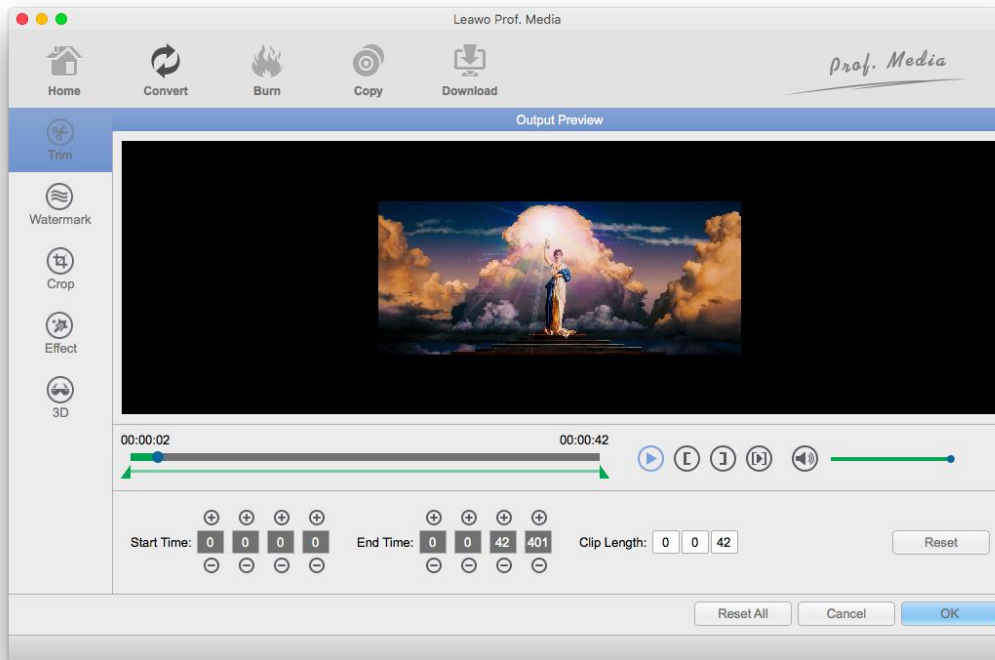 Leawo Prof. Media
Home Convert Burn Copy Download
Prof. Media
Output Preview
Trim
Watermark
Crop
Effect
3D
00:00:02 00:00:42
Start Time: 0 0 0 0 End Time: 0 0 42 401 Clip Length: 0 0 42 Reset
Reset All Cancel OK